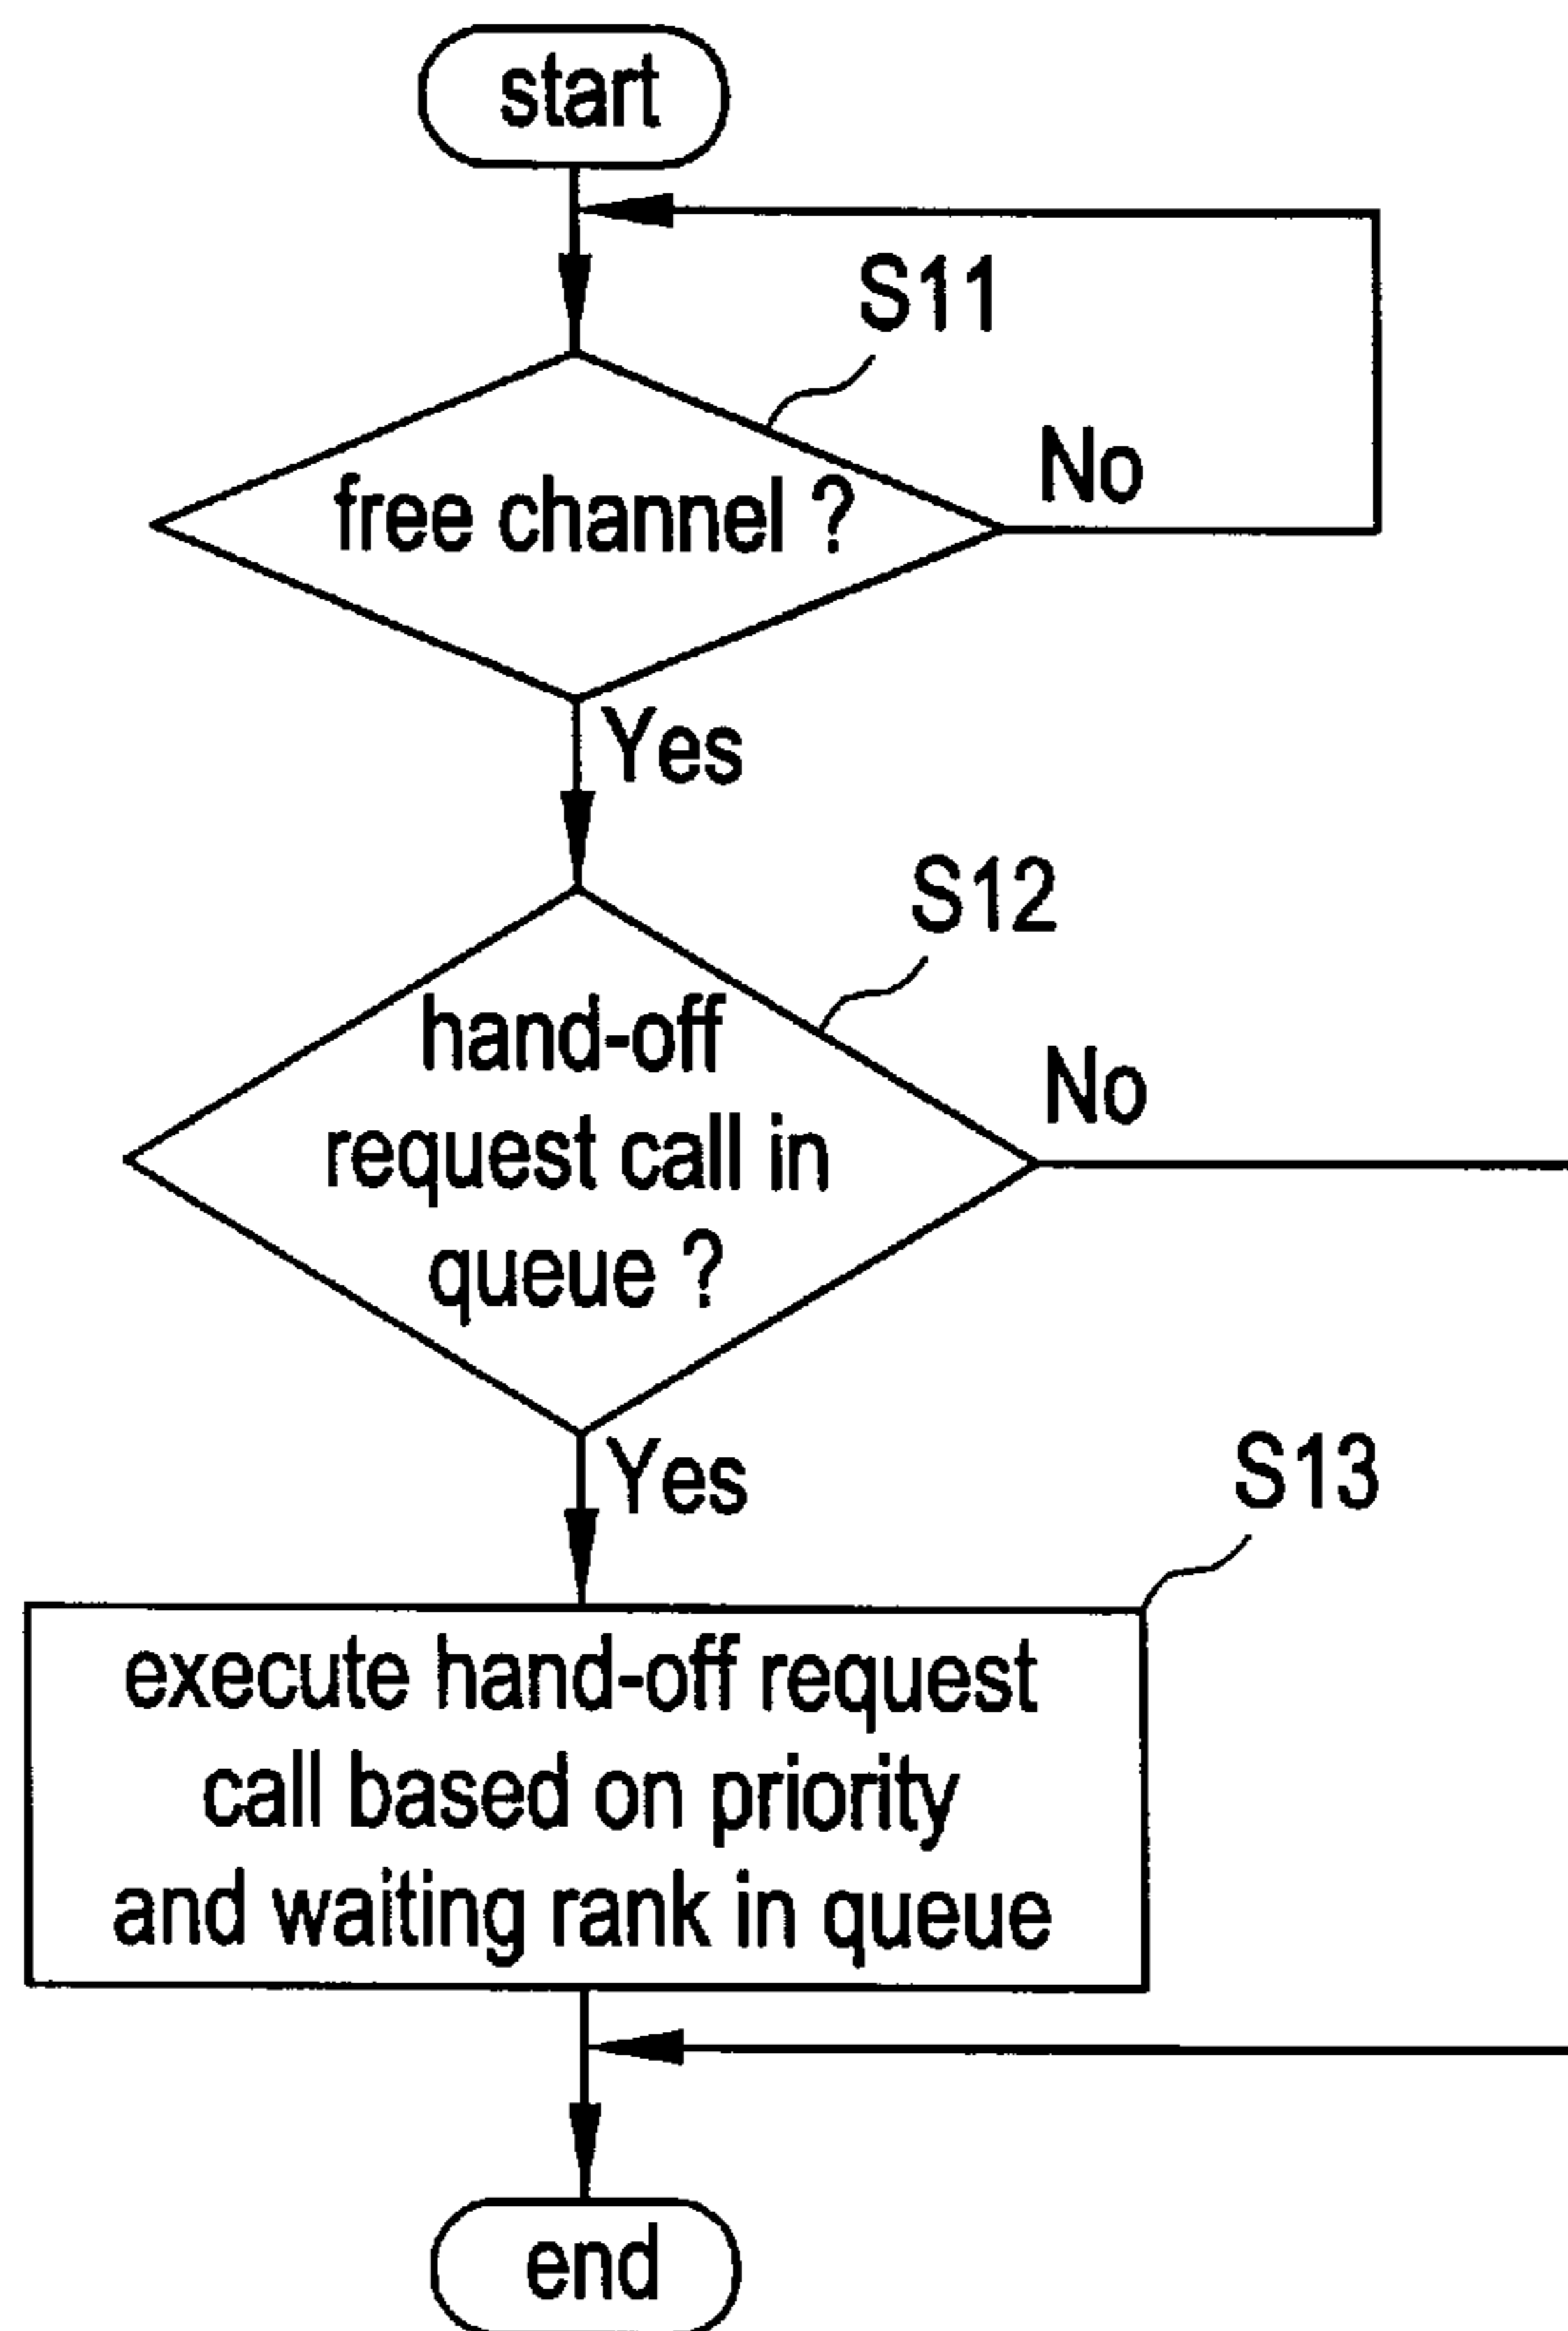 start
S11
free channel ?
No
Yes
S12
hand-off
request call in
queue ?
No
Yes
S13
execute hand-off request
call based on priority
and waiting rank in queue
end